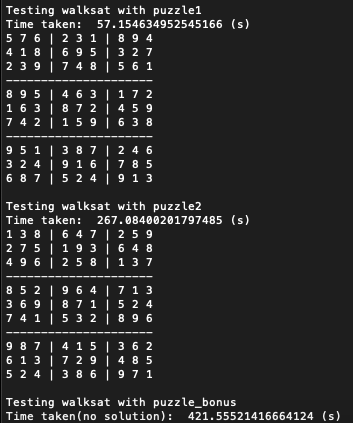 Testing walksat with puzzle1
Time taken:  57.154634952545166 (s)
5 7 6 | 2 3 1 | 8 9 4
4 1 8 | 6 9 5 | 3 2 7
2 3 9 | 7 4 8 | 5 6 1
---------------------
8 9 5 | 4 6 3 | 1 7 2
1 6 3 | 8 7 2 | 4 5 9
7 4 2 | 1 5 9 | 6 3 8
---------------------
9 5 1 | 3 8 7 | 2 4 6
3 2 4 | 9 1 6 | 7 8 5
6 8 7 | 5 2 4 | 9 1 3
Testing walksat with puzzle2
Time taken:  267.08400201797485 (s)
1 3 8 | 6 4 7 | 2 5 9
2 7 5 | 1 9 3 | 6 4 8
4 9 6 | 2 5 8 | 1 3 7
---------------------
8 5 2 | 9 6 4 | 7 1 3
3 6 9 | 8 7 1 | 5 2 4
7 4 1 | 5 3 2 | 8 9 6
---------------------
9 8 7 | 4 1 5 | 3 6 2
6 1 3 | 7 2 9 | 4 8 5
5 2 4 | 3 8 6 | 9 7 1
Testing walksat with puzzle_bonus
Time taken(no solution):  421.55521416664124 (s)